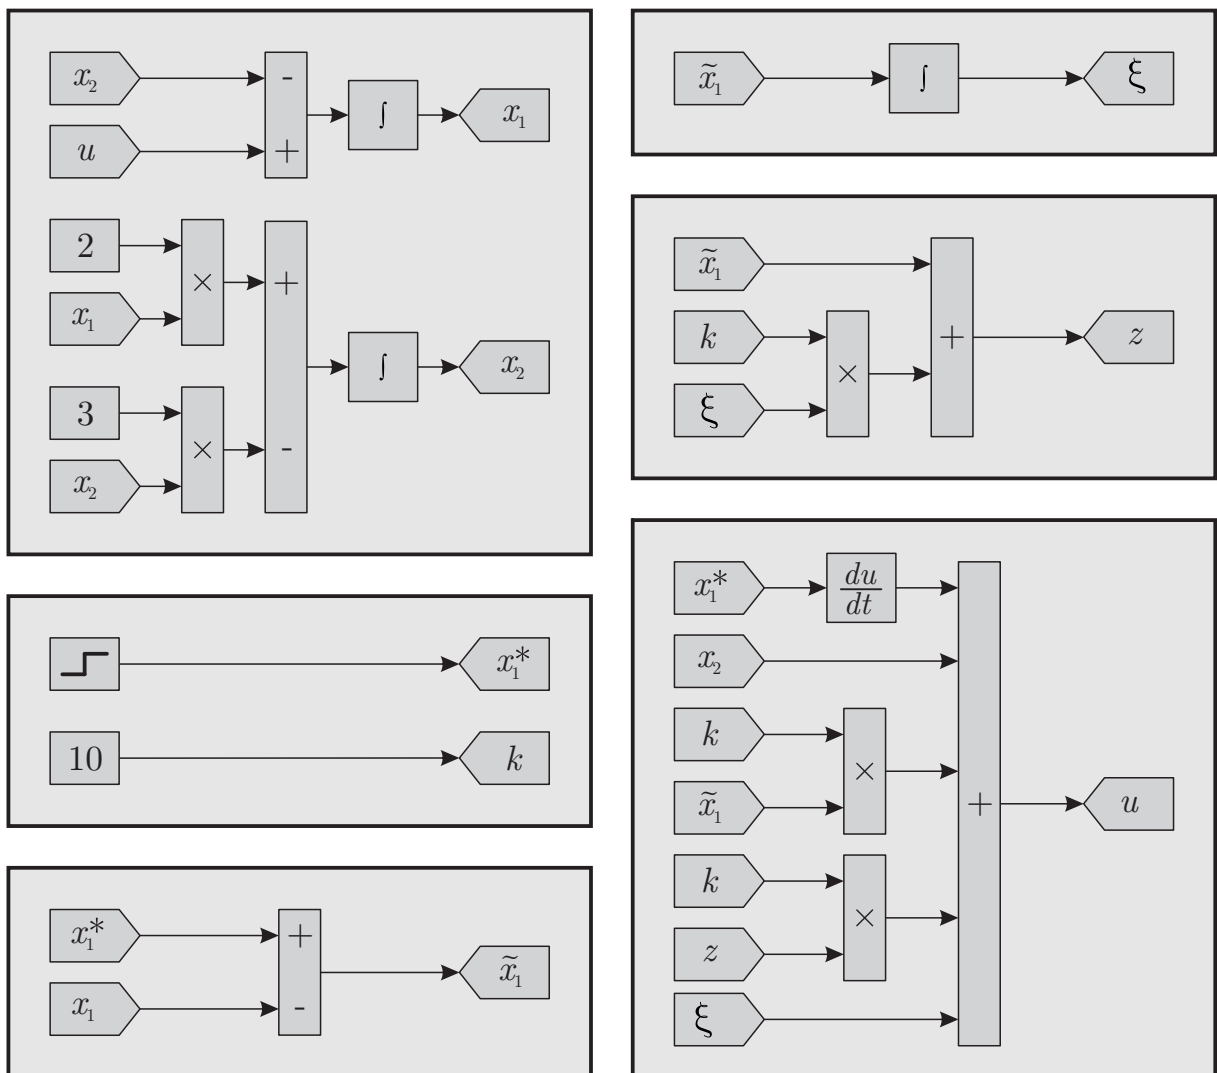 x₂ -
∫ x₁
u +
2
× +
x₁
∫ x₂
3
× -
x₂
x₁*
10 k
x₁* +
x̃₁
x₁ -
x̃₁ ∫ ξ
x̃₁
k + z
×
ξ
x₁* du/dt
x₂
k
×
x̃₁
+ u
k
×
z
ξ